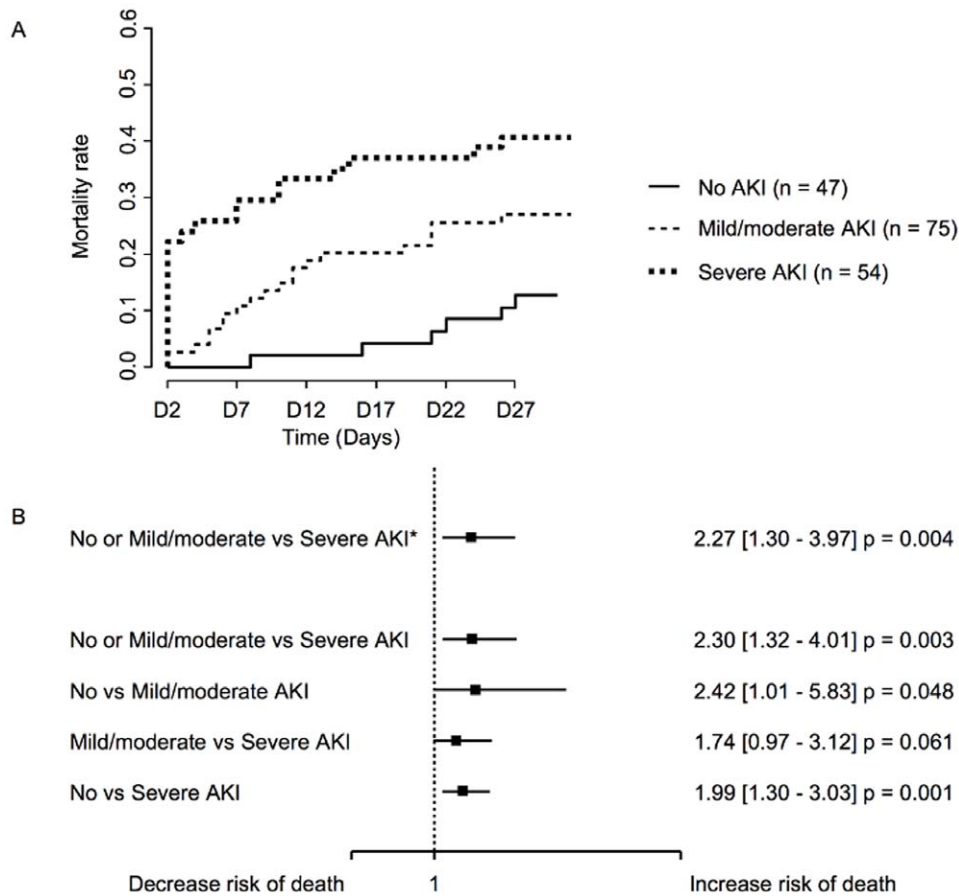 A
Mortality rate
0.0 0.1 0.2 0.3 0.4 0.5 0.6
D2 D7 D12 D17 D22 D27
Time (Days)
No AKI (n = 47)
Mild/moderate AKI (n = 75)
Severe AKI (n = 54)
B
No or Mild/moderate vs Severe AKI* 2.27 [1.30 - 3.97] p = 0.004
No or Mild/moderate vs Severe AKI 2.30 [1.32 - 4.01] p = 0.003
No vs Mild/moderate AKI 2.42 [1.01 - 5.83] p = 0.048
Mild/moderate vs Severe AKI 1.74 [0.97 - 3.12] p = 0.061
No vs Severe AKI 1.99 [1.30 - 3.03] p = 0.001
Decrease risk of death 1 Increase risk of death